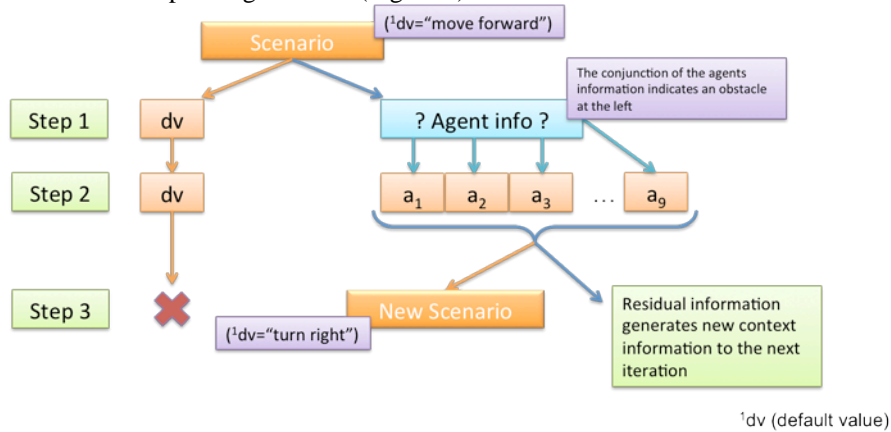 (¹dv="move forward")
Scenario
The conjunction of the agents
information indicates an obstacle
at the left
Step 1
dv
? Agent info ?
Step 2
dv
a₁
a₂
a₃
...
a₉
Step 3
New Scenario
(¹dv="turn right")
Residual information
generates new context
information to the next
iteration
¹dv (default value)